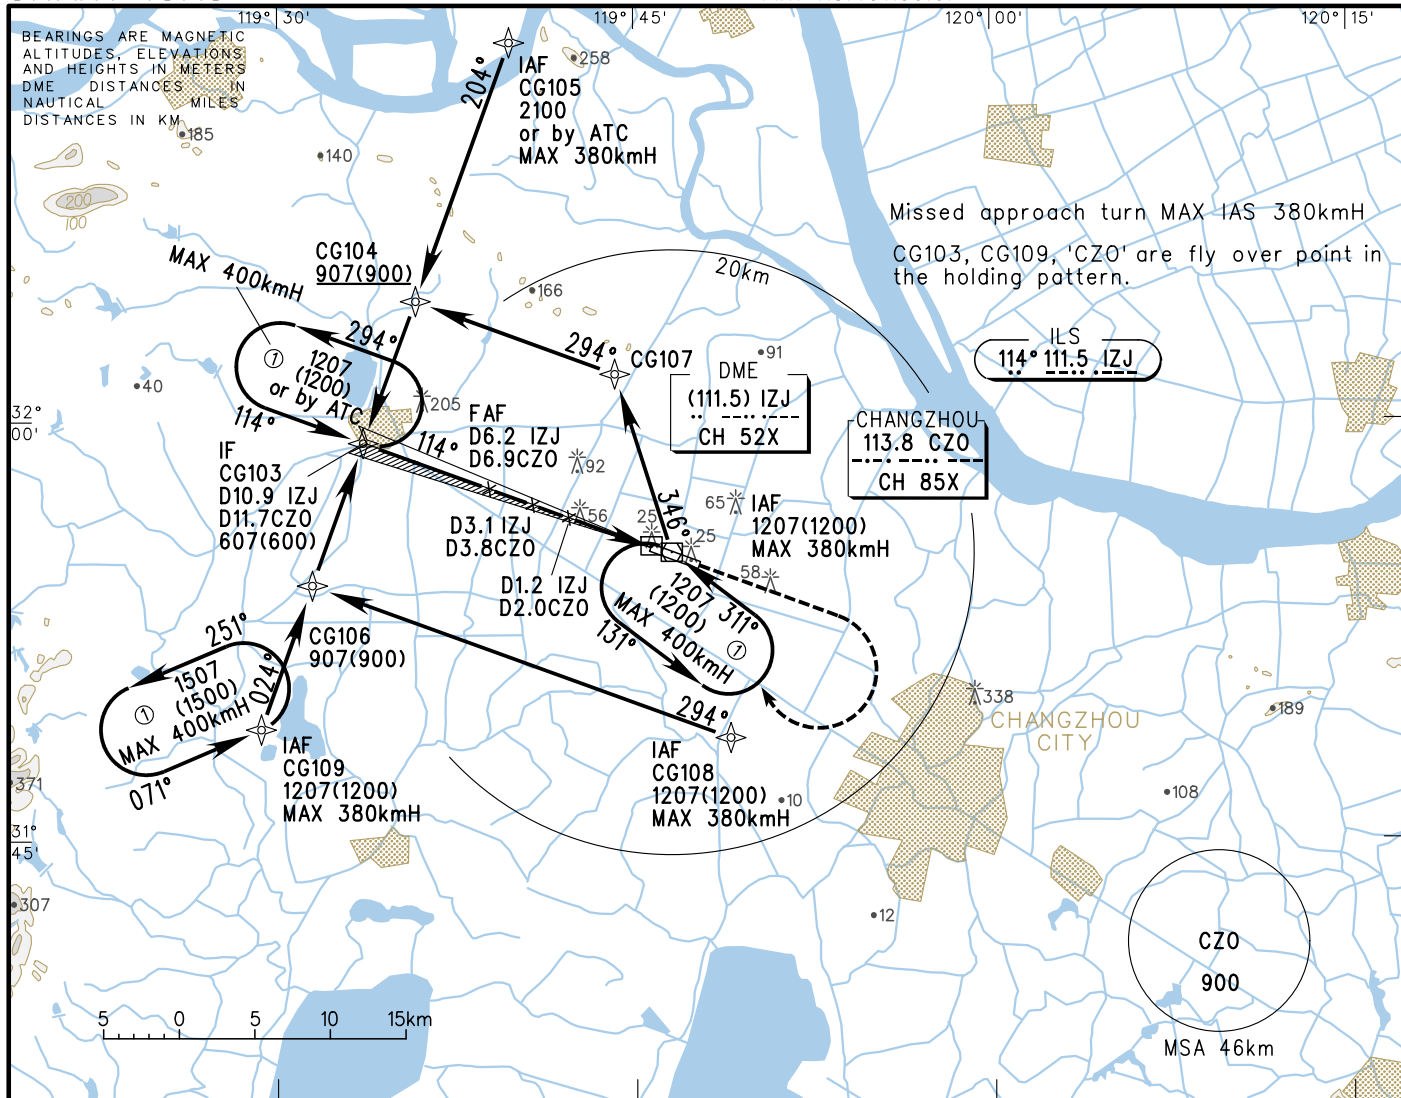 119° 30'
119° 45'
120° 00'
120° 15'
BEARINGS ARE MAGNETIC
ALTITUDES, ELEVATIONS
AND HEIGHTS IN METERS
DME DISTANCES IN
NAUTICAL MILES
DISTANCES IN KM
185
140
258
204°
IAF
CG105
2100
or by ATC
MAX 380kmH
200
100
Missed approach turn MAX IAS 380kmH
CG103, CG109, 'CZO' are fly over point in
the holding pattern.
CG104
907(900)
MAX 400kmH
20km
166
ILS
114° 111.5 IZJ
294°
①
1207
(1200)
or by ATC
114°
294°
CG107
91
DME
(111.5) IZJ
CH 52X
40
205
32°
00'
CHANGZHOU
113.8 CZO
CH 85X
114°
FAF
D6.2 IZJ
D6.9CZO
92
IF
CG103
D10.9 IZJ
D11.7CZO
607(600)
346°
65
IAF
1207(1200)
MAX 380kmH
56
25
25
D3.1 IZJ
D3.8CZO
58
D1.2 IZJ
D2.0CZO
1207 311°
(1200)
MAX 400kmH
131°
①
CG106
907(900)
251°
024°
1507
(1500)
①
MAX 400kmH
071°
294°
338
CHANGZHOU
CITY
189
IAF
CG109
1207(1200)
MAX 380kmH
IAF
CG108
1207(1200)
MAX 380kmH
371
10
108
31°
45'
307
12
CZO
900
MSA 46km
5 0 5 10 15km